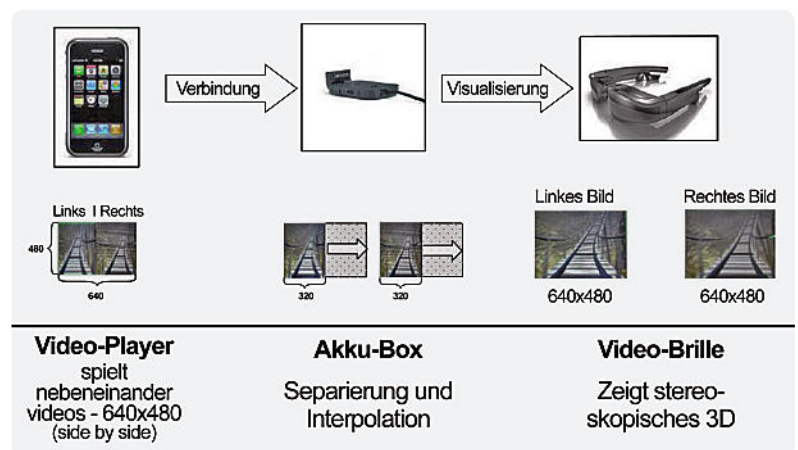 Verbindung
Visualisierung
Links I Rechts
480
640
320
320
Linkes Bild
Rechtes Bild
640x480
640x480
Video-Player
spielt
nebeneinander
videos - 640x480
(side by side)
Akku-Box
Separierung und
Interpolation
Video-Brille
Zeigt stereo-
skopisches 3D